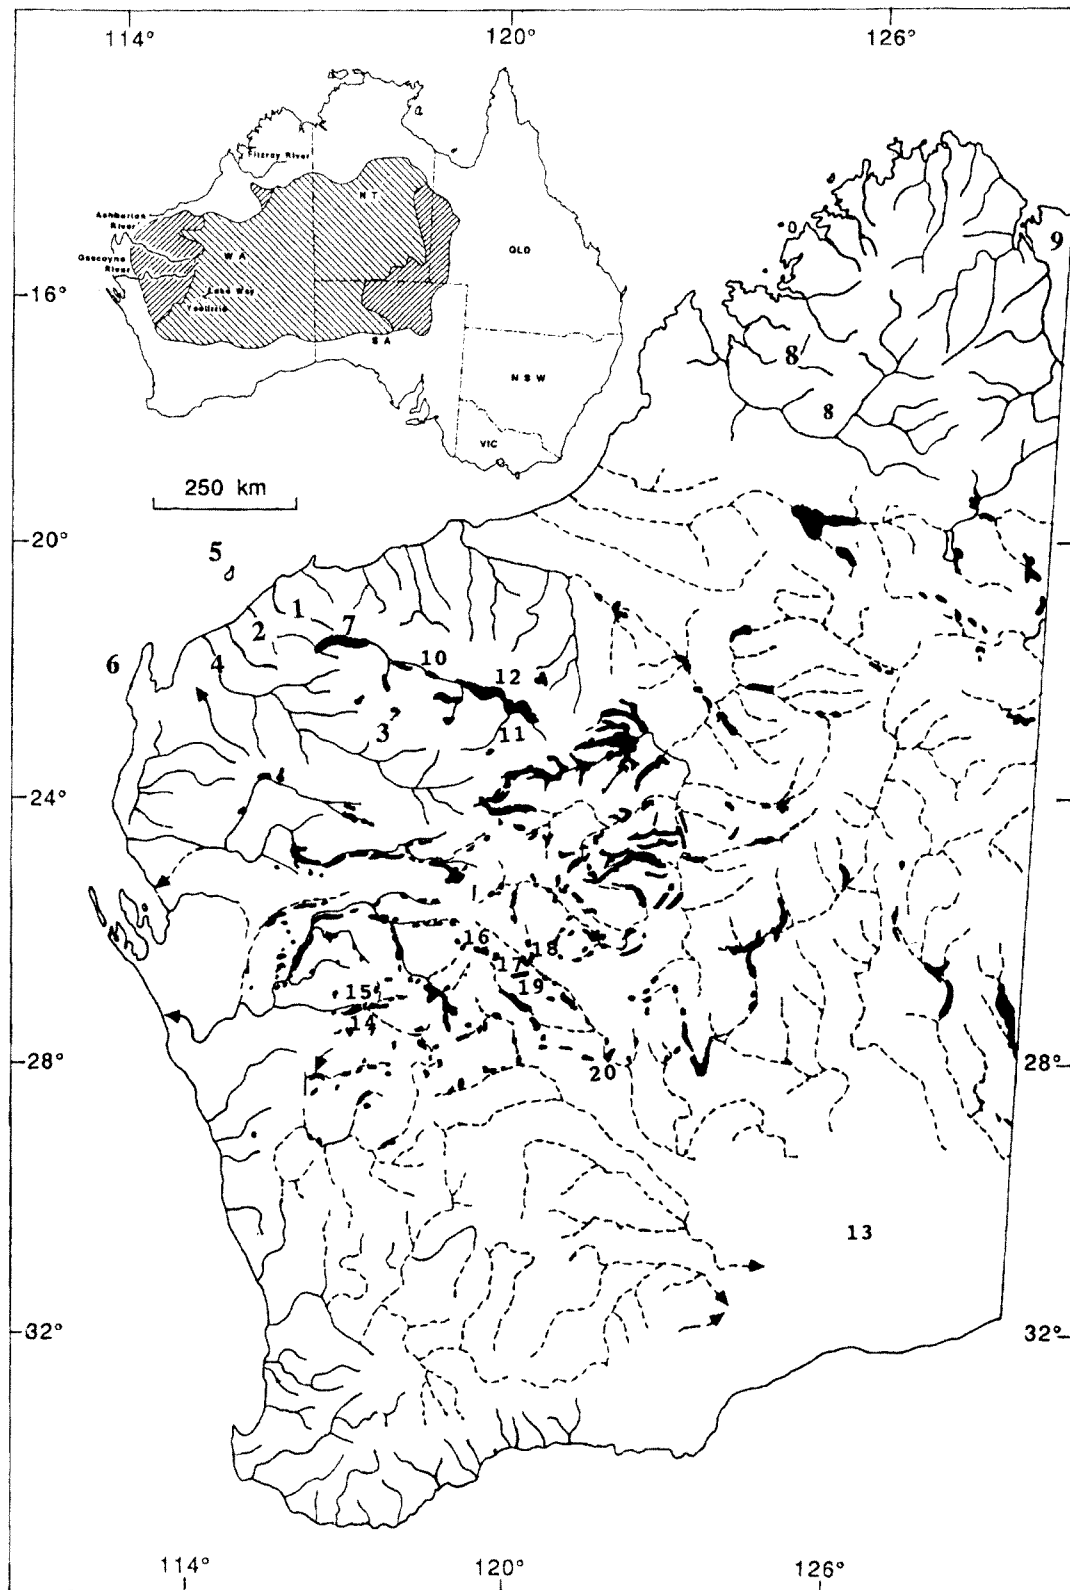 114° 120° 126°
Fitzroy River
N T
Ashburton
River
Gascoyne
River
W A
QLD
Lake Way
Yeelirrie
S A
N S W
VIC
250 km
16°
20°
24°
28° 28°
32° 32°
9
8
8
5
1
2
7
6
4
10
12
3
11
16
18
17
19
15
14
20
13
114° 120° 126°